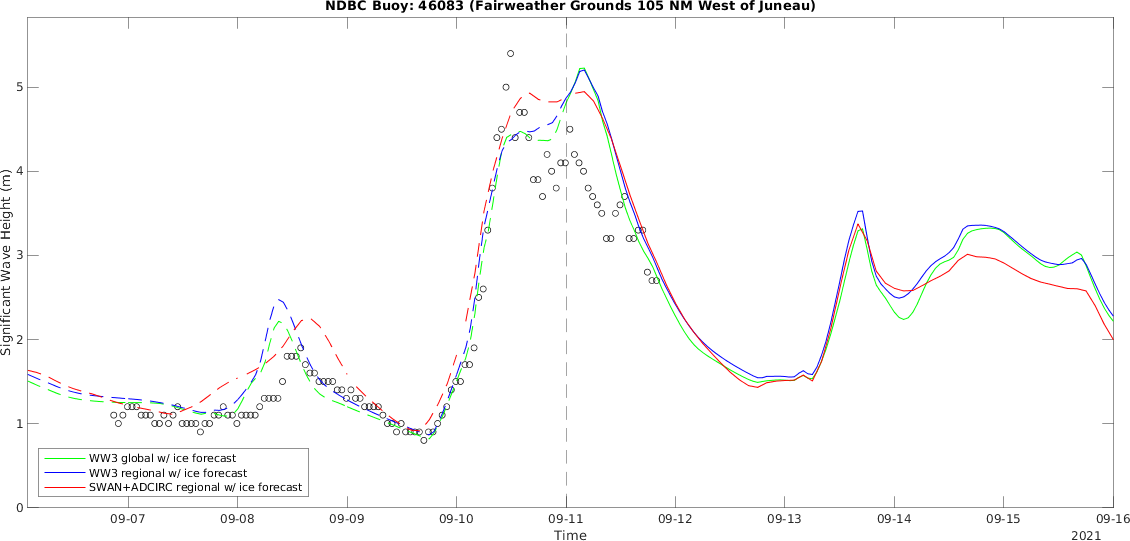 NDBC Buoy: 46083 (Fairweather Grounds 105 NM West of Juneau)
Significant Wave Height (m)
5
4
3
2
1
0
WW3 global w/ ice forecast
WW3 regional w/ ice forecast
SWAN+ADCIRC regional w/ ice forecast
09-07 09-08 09-09 09-10 09-11 09-12 09-13 09-14 09-15 09-16
Time
2021